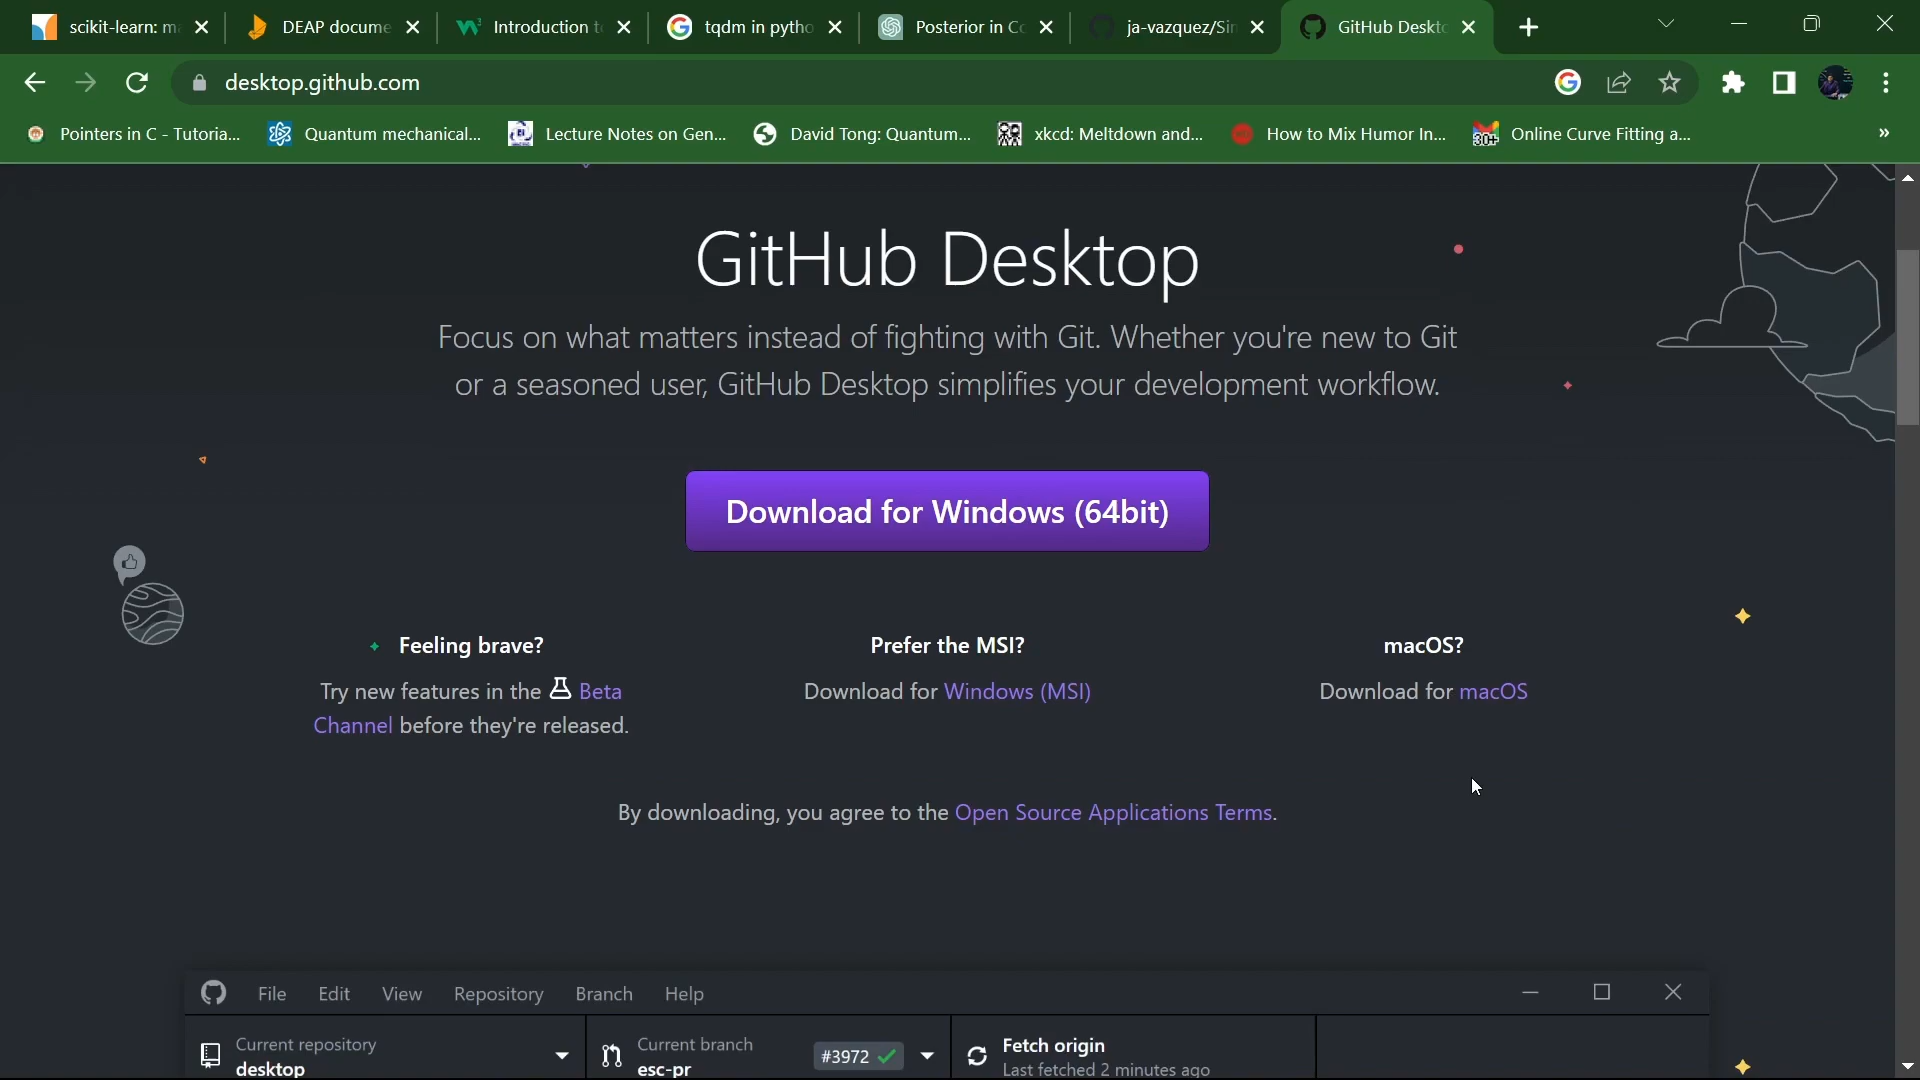 scikit-learn: m
DEAP docume
Introduction t
tqdm in pytho
Posterior in Co
ja-vazquez/Sin
GitHub Deskto
desktop.github.com
Pointers in C - Tutoria...
Quantum mechanical...
Lecture Notes on Gen...
David Tong: Quantum...
xkcd: Meltdown and...
How to Mix Humor In...
30+
Online Curve Fitting a...
»
GitHub Desktop
Focus on what matters instead of fighting with Git. Whether you're new to Git
or a seasoned user, GitHub Desktop simplifies your development workflow.
Download for Windows (64bit)
Feeling brave?
Try new features in the Beta
Channel before they're released.
Prefer the MSI?
Download for Windows (MSI)
macOS?
Download for macOS
By downloading, you agree to the Open Source Applications Terms.
File Edit View Repository Branch Help
Current repository
desktop
Current branch
esc-pr
#3972
Fetch origin
Last fetched 2 minutes ago